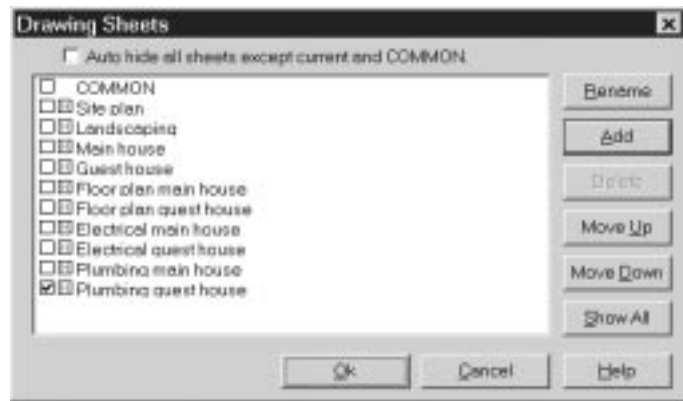 Drawing Sheets
Auto hide all sheets except current and COMMON.
COMMON
Site plan
Landscaping
Main house
Guest house
Floor plan main house
Floor plan guest house
Electrical main house
Electrical guest house
Plumbing main house
Plumbing guest house
Rename
Add
Delete
Move Up
Move Down
Show All
Ok
Cancel
Help